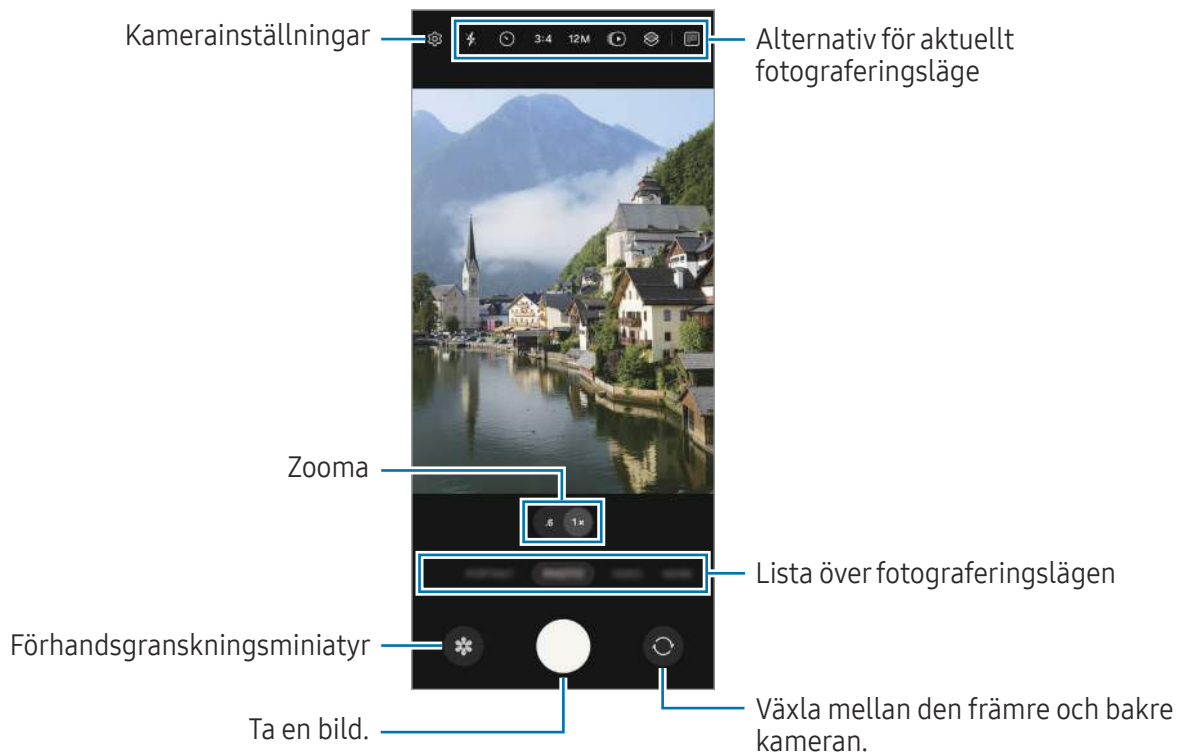 Kamerainställningar
3:4 12M
Alternativ för aktuellt
fotograferingsläge
Zooma
.6 1x
Lista över fotograferingslägen
Förhandsgranskningsminiatyr
Ta en bild.
Växla mellan den främre och bakre
kameran.